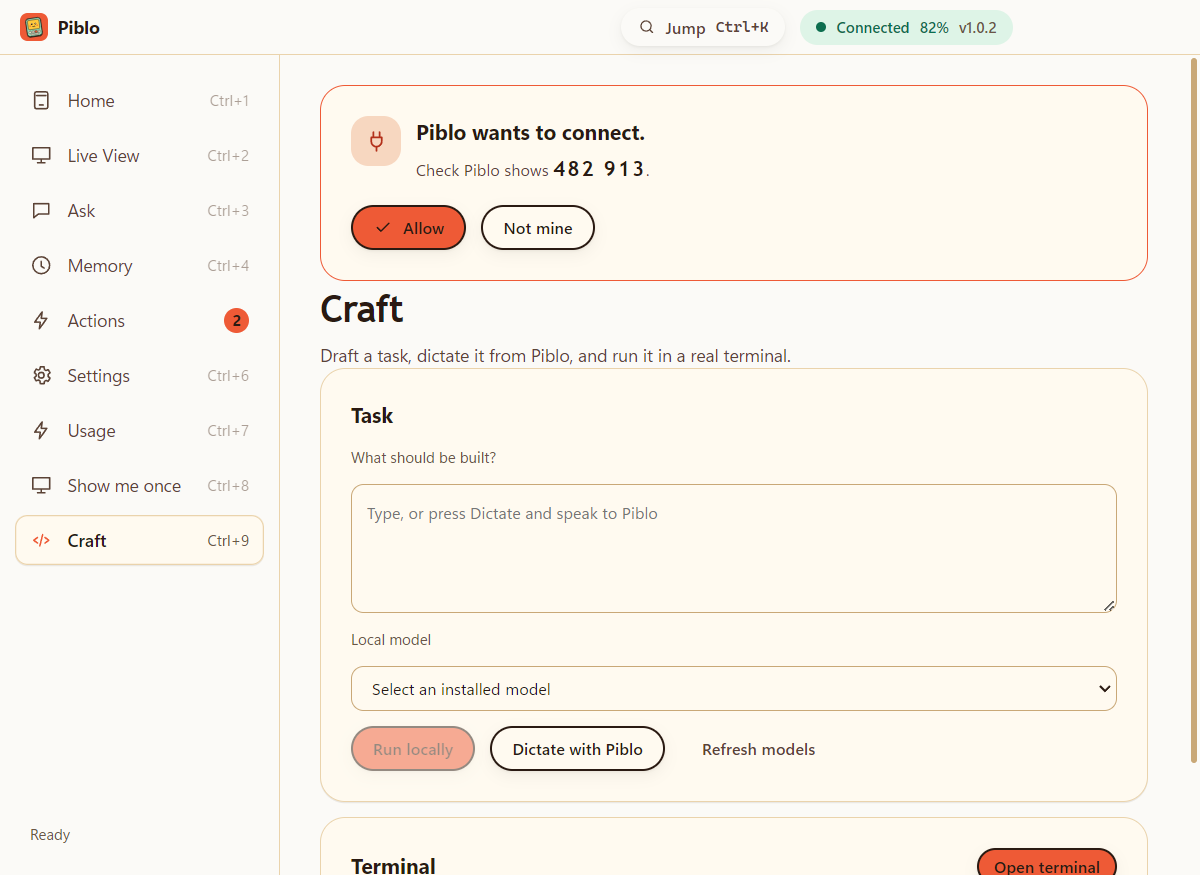 Piblo
Jump Ctrl+K
Connected 82% v1.0.2
Home Ctrl+1
Live View Ctrl+2
Ask Ctrl+3
Memory Ctrl+4
Actions 2
Settings Ctrl+6
Usage Ctrl+7
Show me once Ctrl+8
Craft Ctrl+9
Ready
Piblo wants to connect.
Check Piblo shows 482 913.
Allow Not mine
Craft
Draft a task, dictate it from Piblo, and run it in a real terminal.
Task
What should be built?
Type, or press Dictate and speak to Piblo
Local model
Select an installed model
Run locally Dictate with Piblo Refresh models
Terminal Open terminal